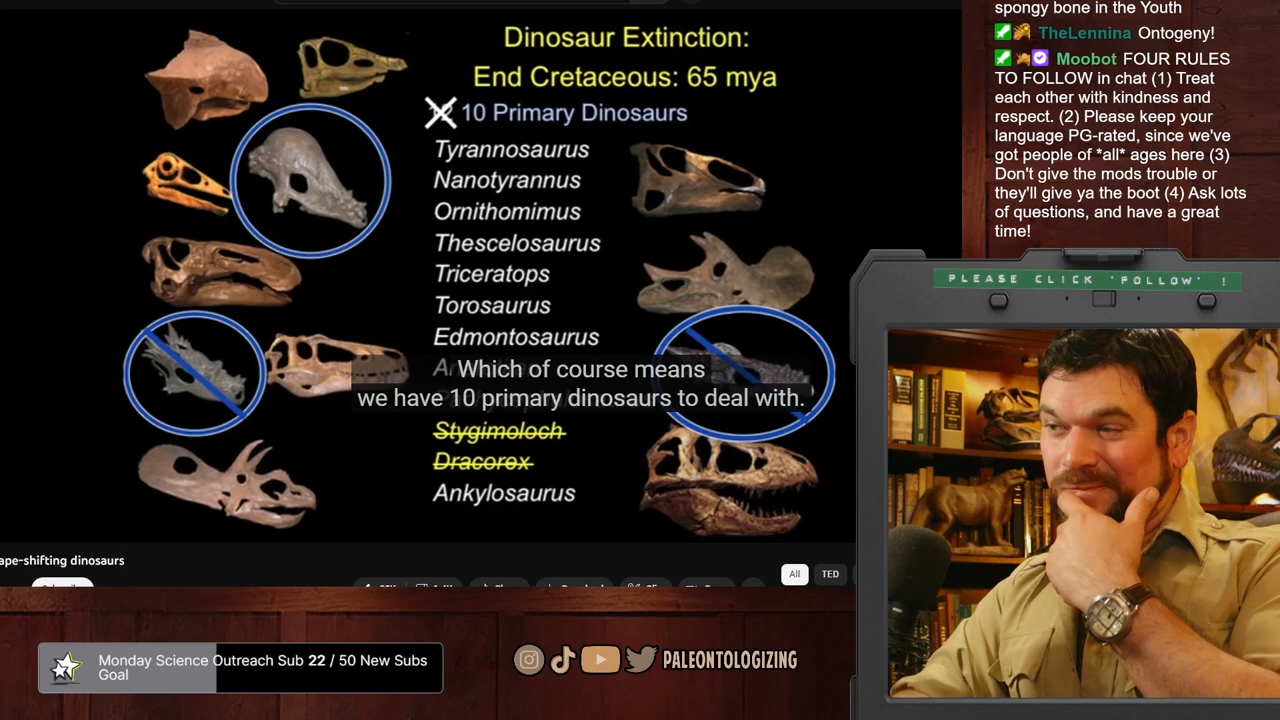 Dinosaur Extinction:
End Cretaceous: 65 mya
10 Primary Dinosaurs
Tyrannosaurus
Nanotyrannus
Ornithomimus
Thescelosaurus
Triceratops
Torosaurus
Edmontosaurus
Which of course means
we have 10 primary dinosaurs to deal with.
Stygimoloch
Dracorex
Ankylosaurus
ape-shifting dinosaurs
All
TED
spongy bone in the Youth
TheLennina Ontogeny!
Moobot FOUR RULES
TO FOLLOW in chat (1) Treat
each other with kindness and
respect. (2) Please keep your
language PG-rated, since we've
got people of *all* ages here (3)
Don't give the mods trouble or
they'll give ya the boot (4) Ask lots
of questions, and have a great
time!
PLEASE CLICK 'FOLLOW' !
Monday Science Outreach Sub 22 / 50 New Subs
Goal
PALEONTOLOGIZING